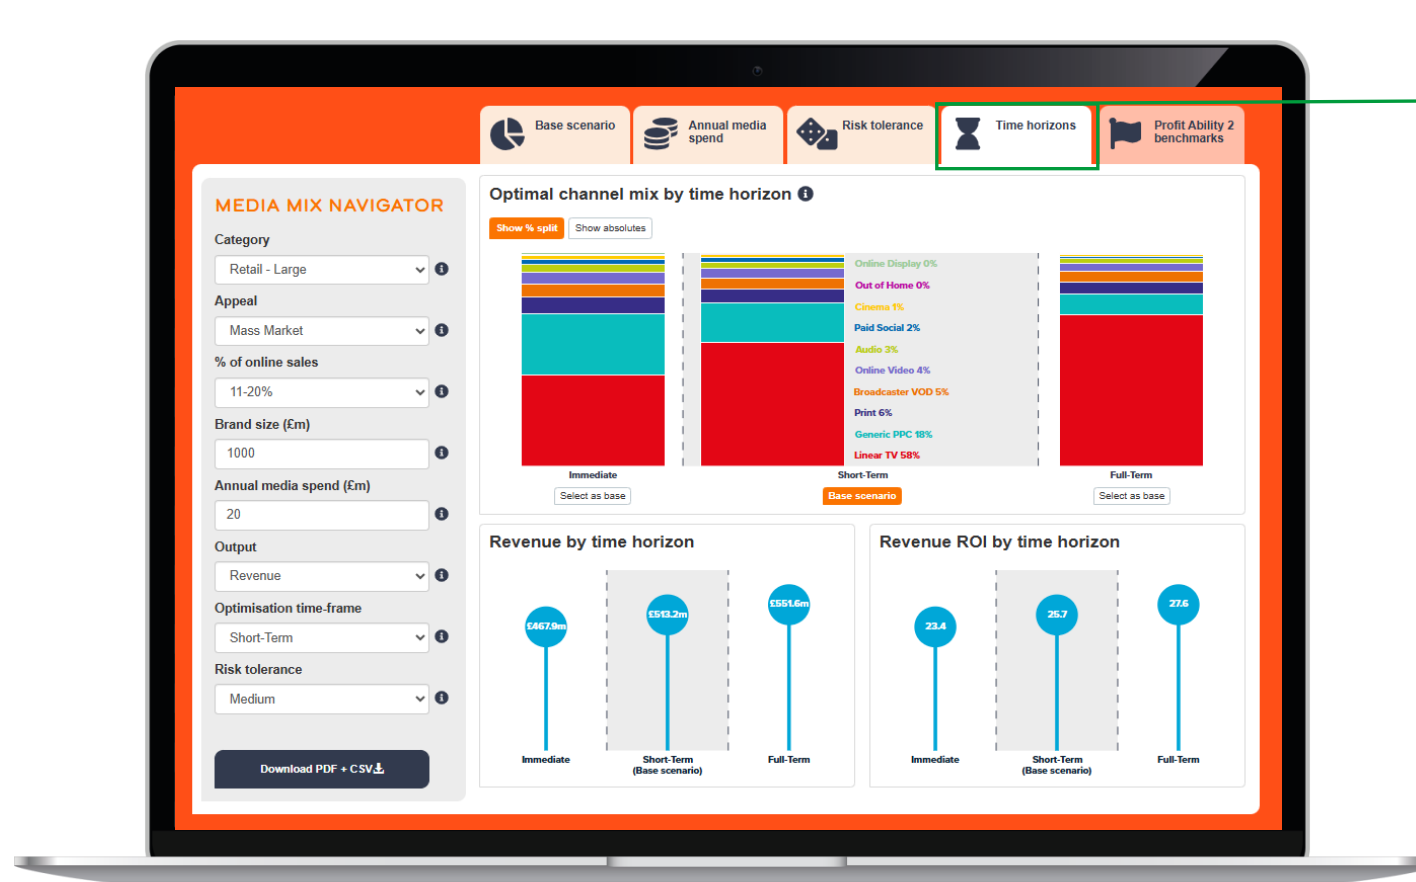 Base scenario
Annual media
spend
Risk tolerance
Time horizons
Profit Ability 2
benchmarks
MEDIA MIX NAVIGATOR
Category
Retail - Large
Appeal
Mass Market
% of online sales
11-20%
Brand size (£m)
1000
Annual media spend (£m)
20
Output
Revenue
Optimisation time-frame
Short-Term
Risk tolerance
Medium
Download PDF + CSV
Optimal channel mix by time horizon
Show % split
Show absolutes
Online Display 0%
Out of Home 0%
Cinema 1%
Paid Social 2%
Audio 3%
Online Video 4%
Broadcaster VOD 5%
Print 6%
Generic PPC 18%
Linear TV 58%
Immediate
Short-Term
Full-Term
Select as base
Base scenario
Select as base
Revenue by time horizon
£467.9m
£513.2m
£551.6m
Immediate
Short-Term
(Base scenario)
Full-Term
Revenue ROI by time horizon
23.4
25.7
27.6
Immediate
Short-Term
(Base scenario)
Full-Term